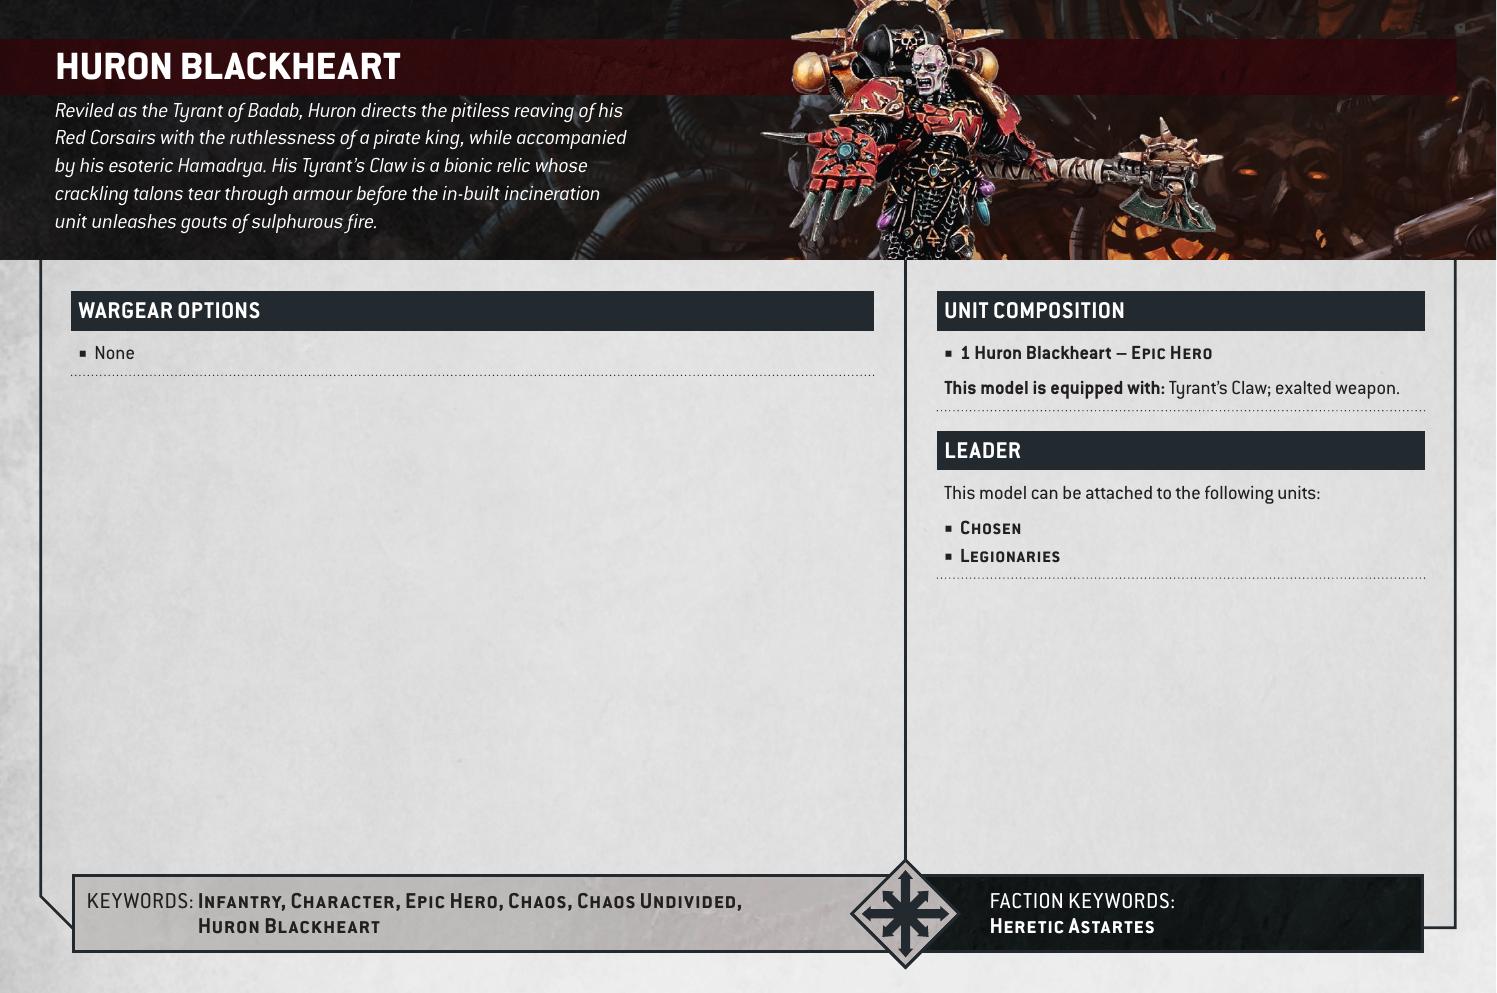 HURON BLACKHEART
Reviled as the Tyrant of Badab, Huron directs the pitiless reaving of his
Red Corsairs with the ruthlessness of a pirate king, while accompanied
by his esoteric Hamadrya. His Tyrant's Claw is a bionic relic whose
crackling talons tear through armour before the in-built incineration
unit unleashes gouts of sulphurous fire.
WARGEAR OPTIONS
▪ None
UNIT COMPOSITION
▪ 1 Huron Blackheart – EPIC HERO
This model is equipped with: Tyrant's Claw; exalted weapon.
LEADER
This model can be attached to the following units:
▪ CHOSEN
▪ LEGIONARIES
KEYWORDS: INFANTRY, CHARACTER, EPIC HERO, CHAOS, CHAOS UNDIVIDED,
HURON BLACKHEART
FACTION KEYWORDS:
HERETIC ASTARTES